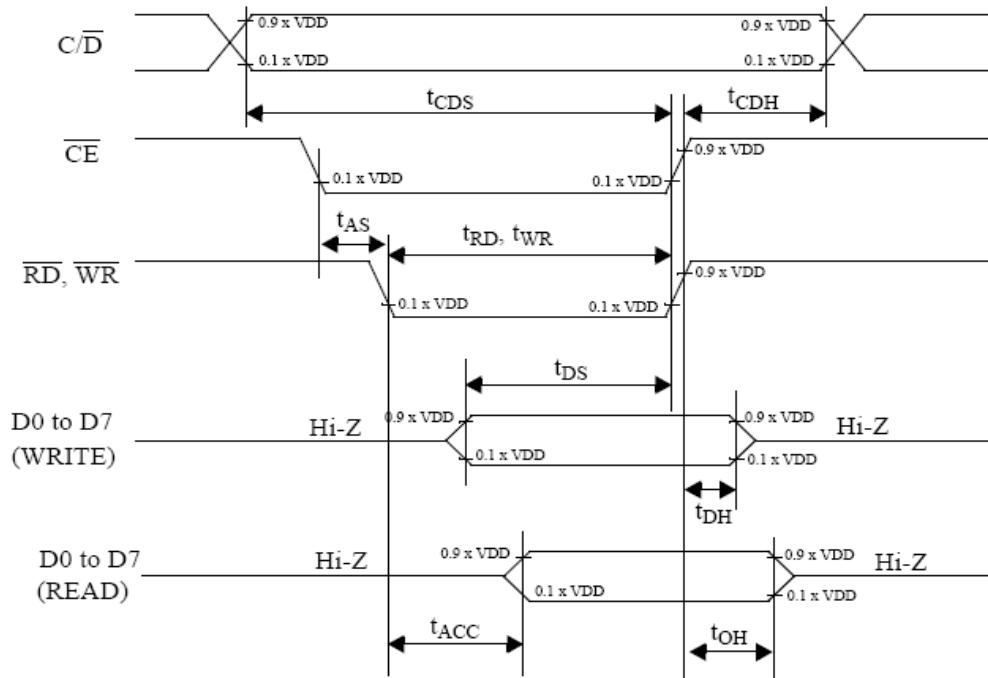 C/D̅
0.9 x VDD
0.9 x VDD
0.1 x VDD
0.1 x VDD
tCDS
tCDH
C̅E̅
0.9 x VDD
0.1 x VDD
0.1 x VDD
tAS
tRD, tWR
R̅D̅, W̅R̅
0.9 x VDD
0.1 x VDD
0.1 x VDD
tDS
D0 to D7
(WRITE)
Hi-Z
0.9 x VDD
0.9 x VDD
Hi-Z
0.1 x VDD
0.1 x VDD
tDH
D0 to D7
(READ)
Hi-Z
0.9 x VDD
0.9 x VDD
Hi-Z
0.1 x VDD
0.1 x VDD
tACC
tOH